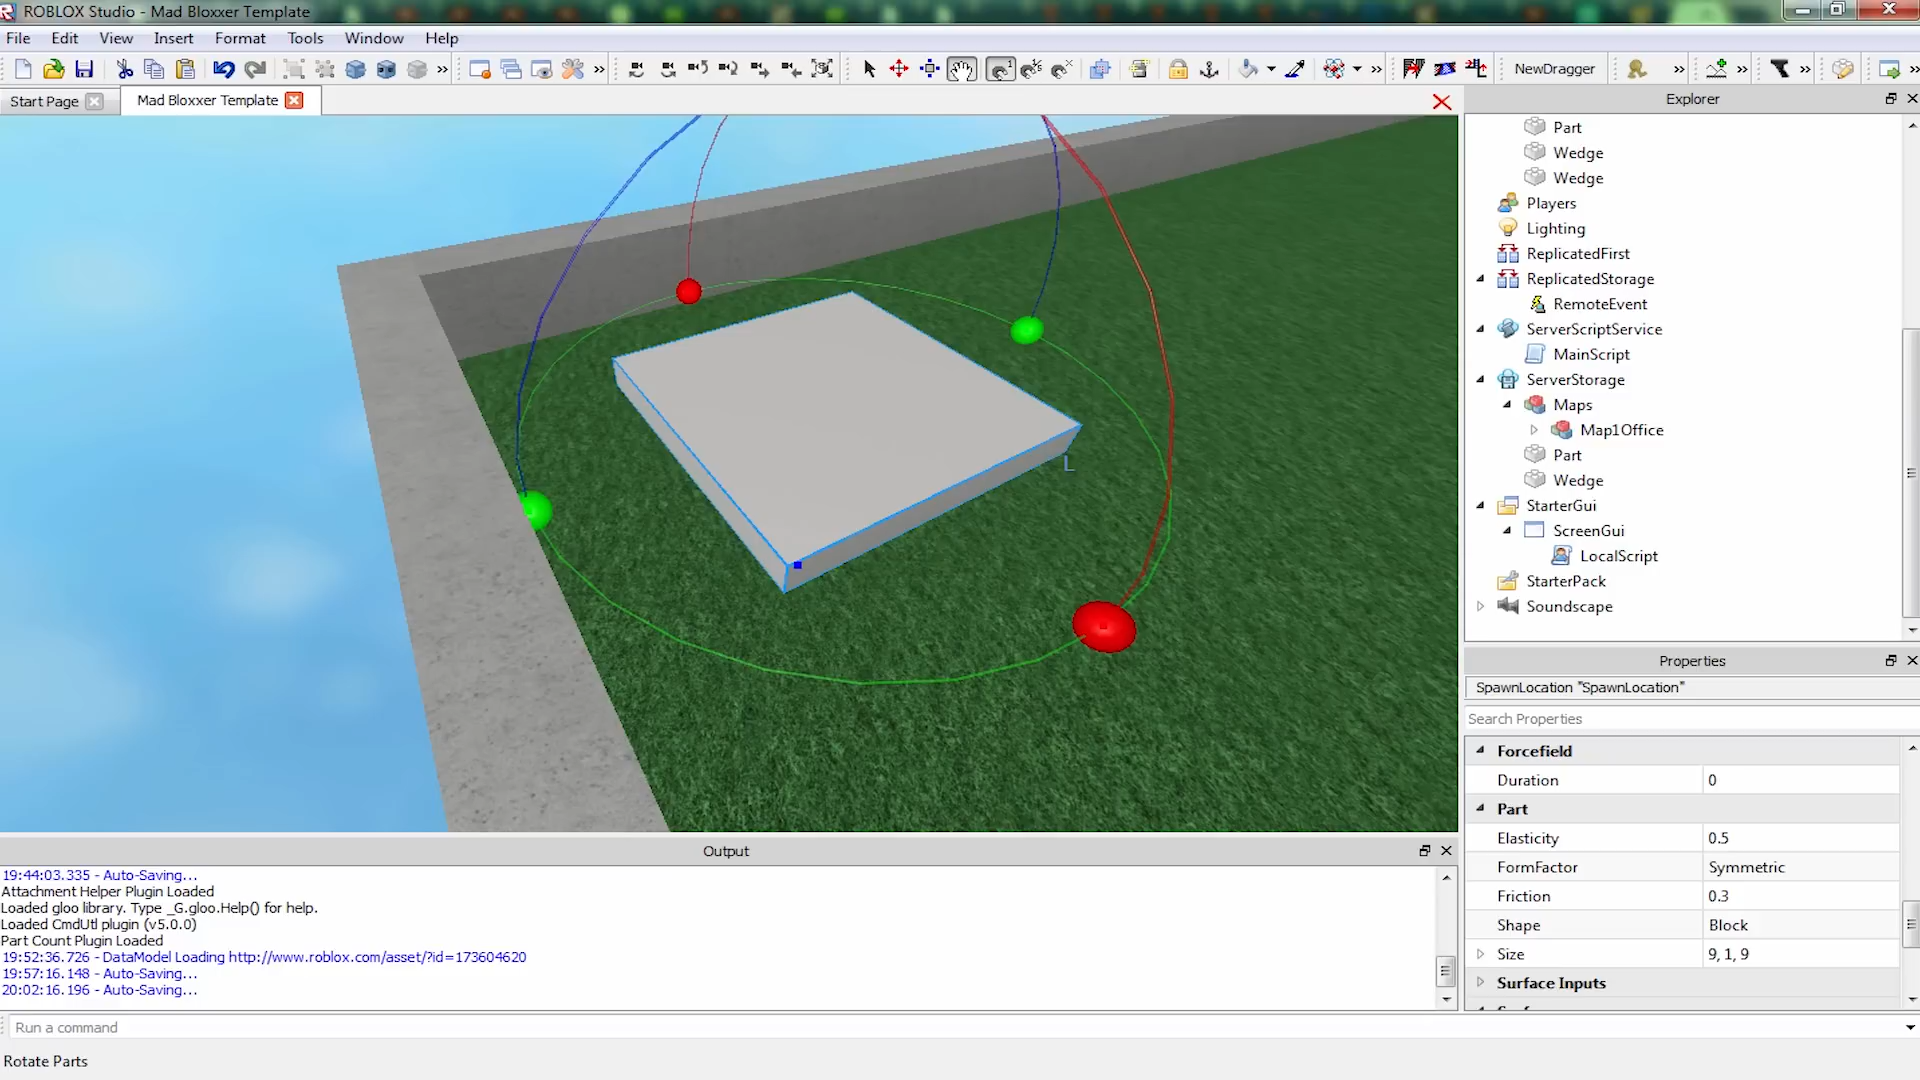 ROBLOX Studio - Mad Bloxxer Template
File Edit View Insert Format Tools Window Help
NewDragger
Start Page
Mad Bloxxer Template
L
Explorer
Part
Wedge
Wedge
Players
Lighting
ReplicatedFirst
ReplicatedStorage
RemoteEvent
ServerScriptService
MainScript
ServerStorage
Maps
Map1Office
Part
Wedge
StarterGui
ScreenGui
LocalScript
StarterPack
Soundscape
Properties
SpawnLocation "SpawnLocation"
Search Properties
Forcefield
Duration 0
Part
Elasticity 0.5
FormFactor Symmetric
Friction 0.3
Shape Block
Size 9, 1, 9
Surface Inputs
Output
19:44:03.335 - Auto-Saving...
Attachment Helper Plugin Loaded
Loaded gloo library. Type _G.gloo.Help() for help.
Loaded CmdUtl plugin (v5.0.0)
Part Count Plugin Loaded
19:52:36.726 - DataModel Loading http://www.roblox.com/asset/?id=173604620
19:57:16.148 - Auto-Saving...
20:02:16.196 - Auto-Saving...
Run a command
Rotate Parts